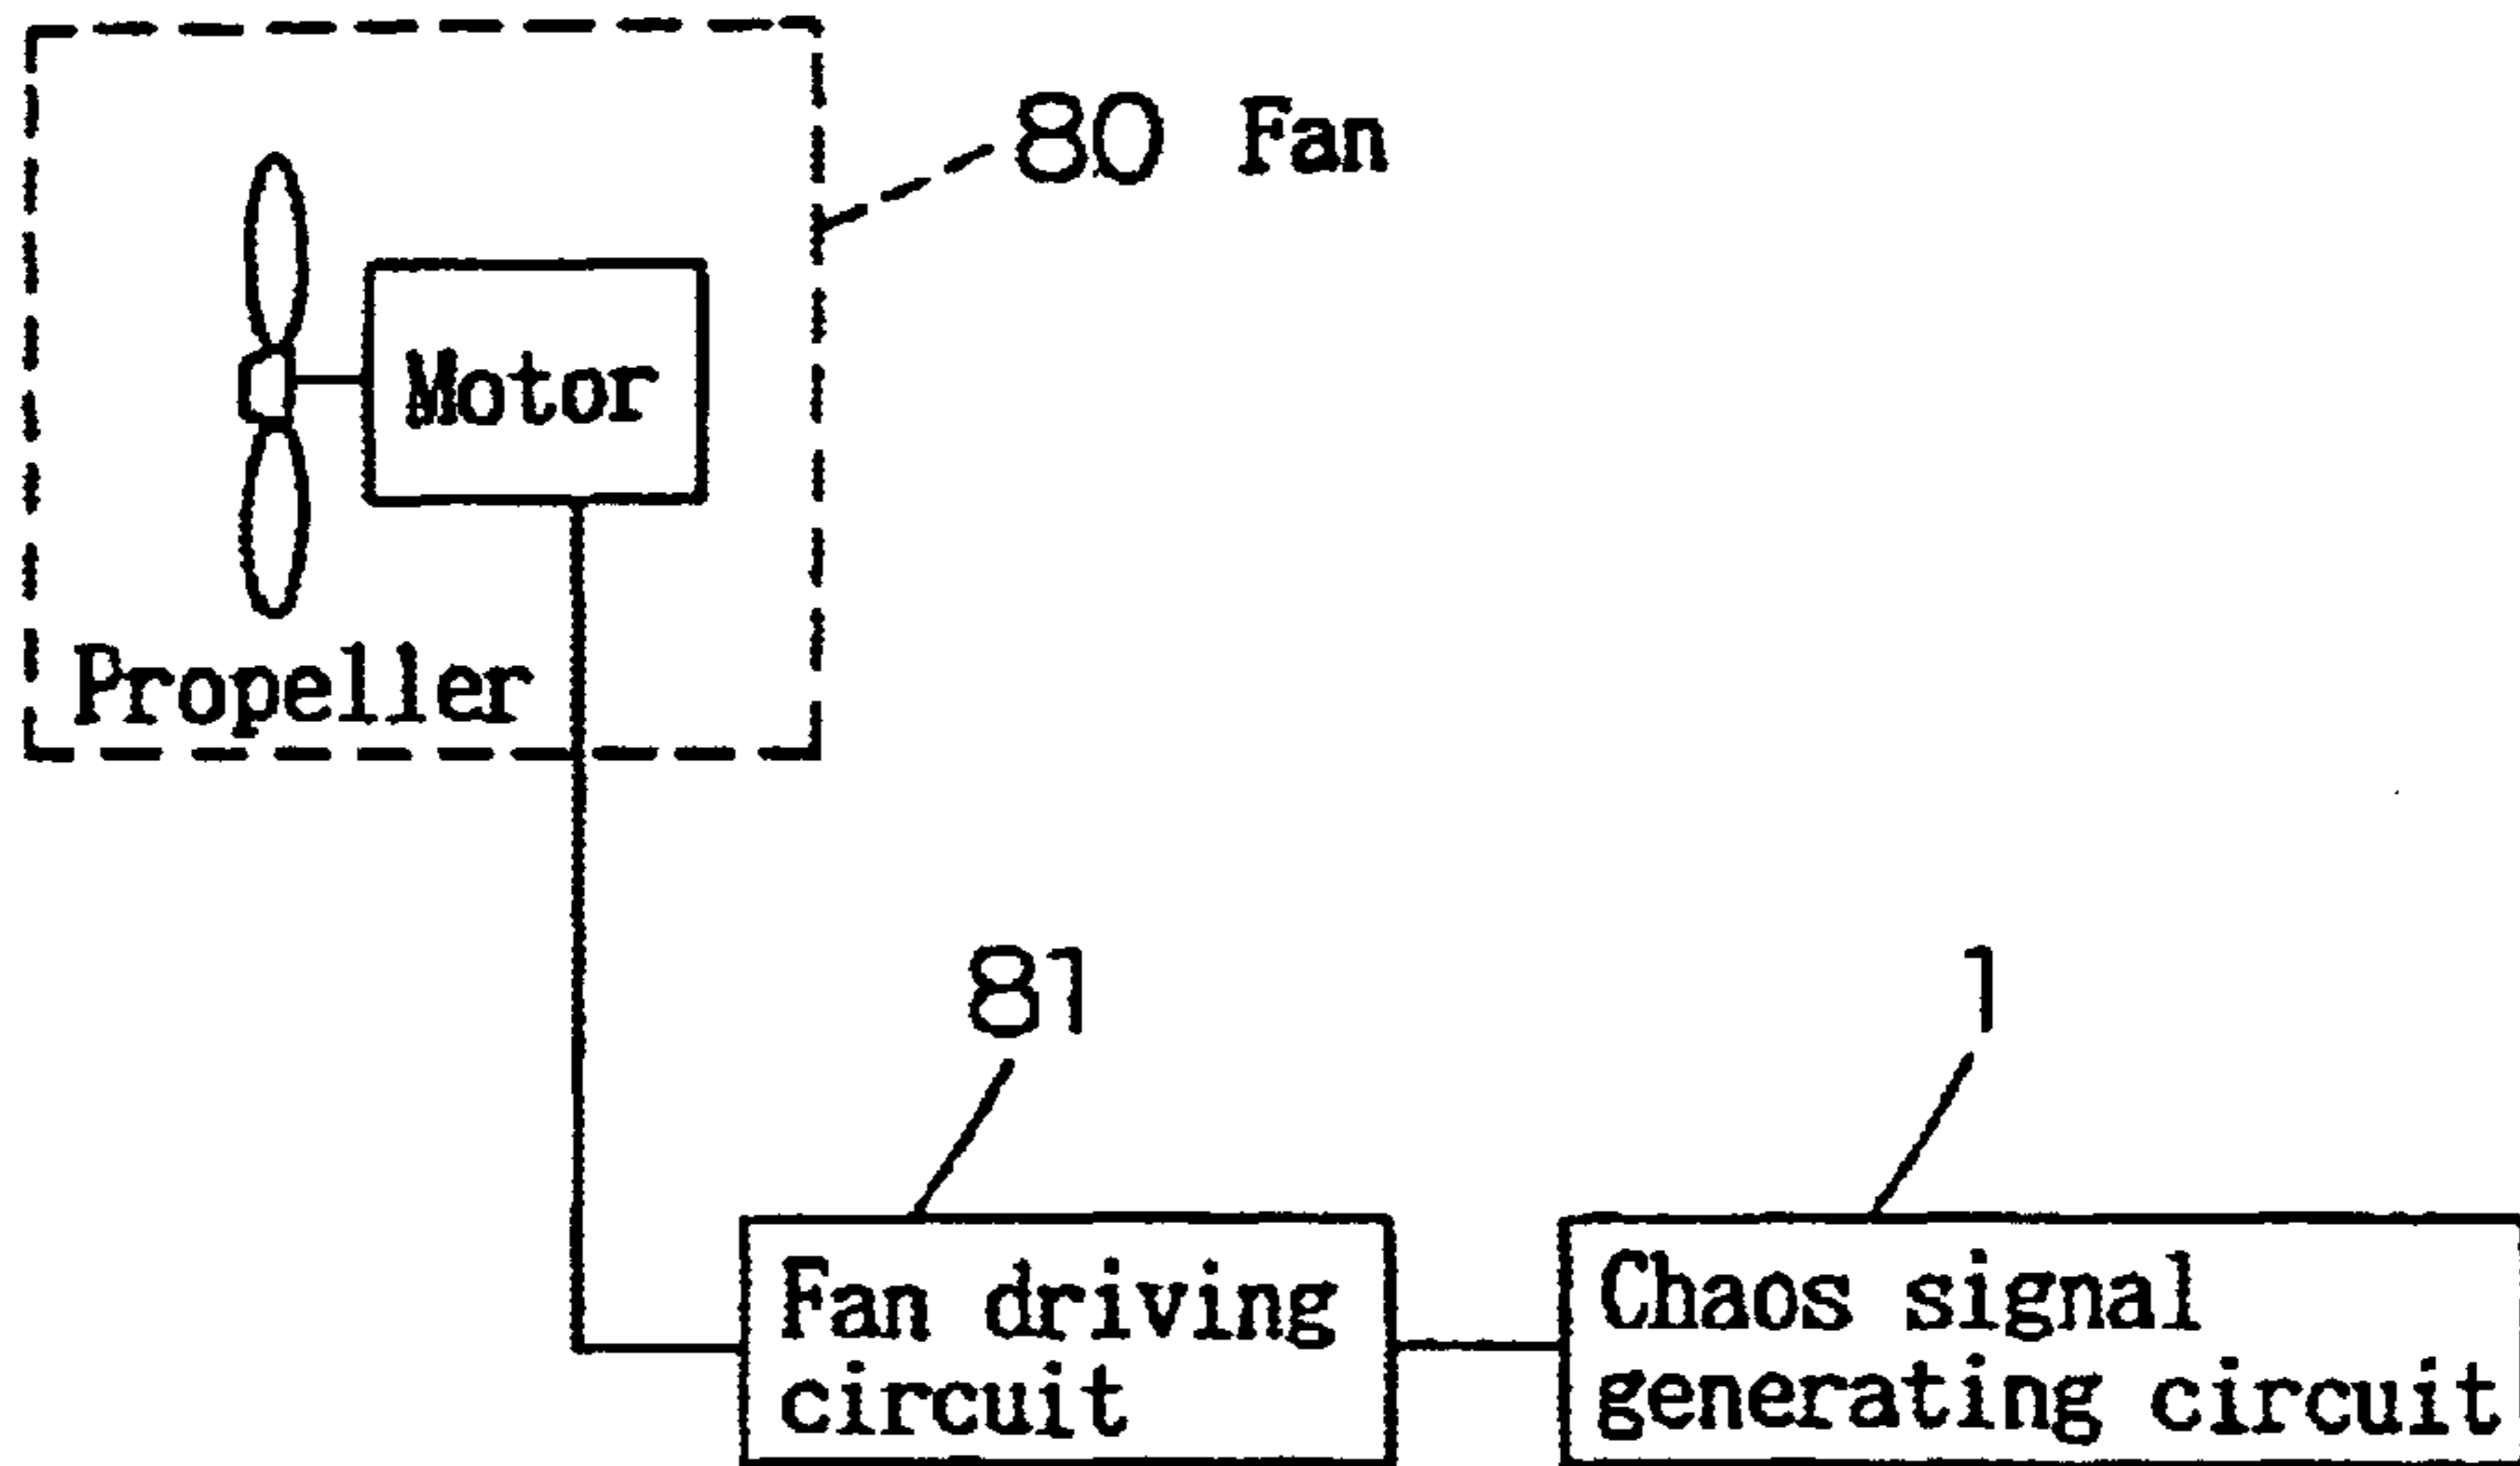 80 Fan
Motor
Propeller
81
1
Fan driving
circuit
Chaos signal
generating circuit